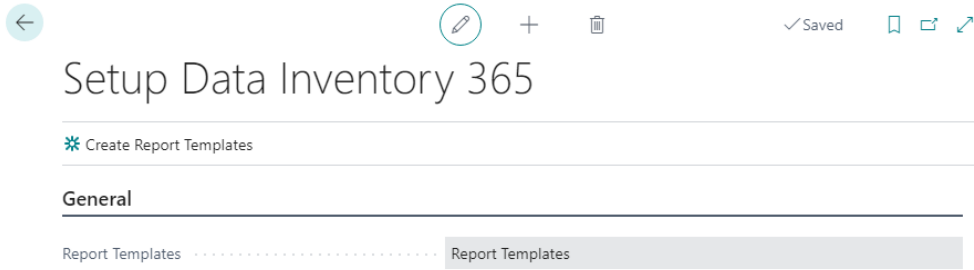 Saved
Setup Data Inventory 365
Create Report Templates
General
Report Templates Report Templates